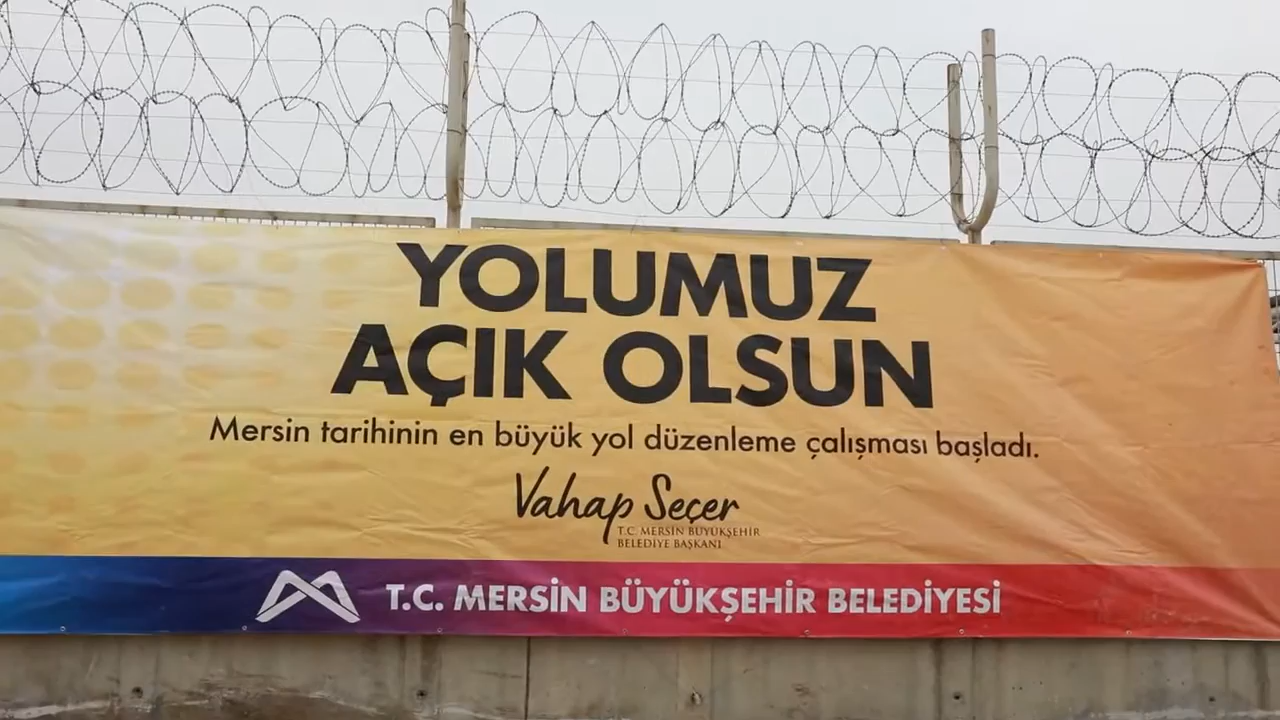 YOLUMUZ
AÇIK OLSUN
Mersin tarihinin en büyük yol düzenleme çalışması başladı.
Vahap Seçer
T.C. MERSİN BÜYÜKŞEHİR
BELEDİYE BAŞKANI
T.C. MERSİN BÜYÜKŞEHİR BELEDİYESİ